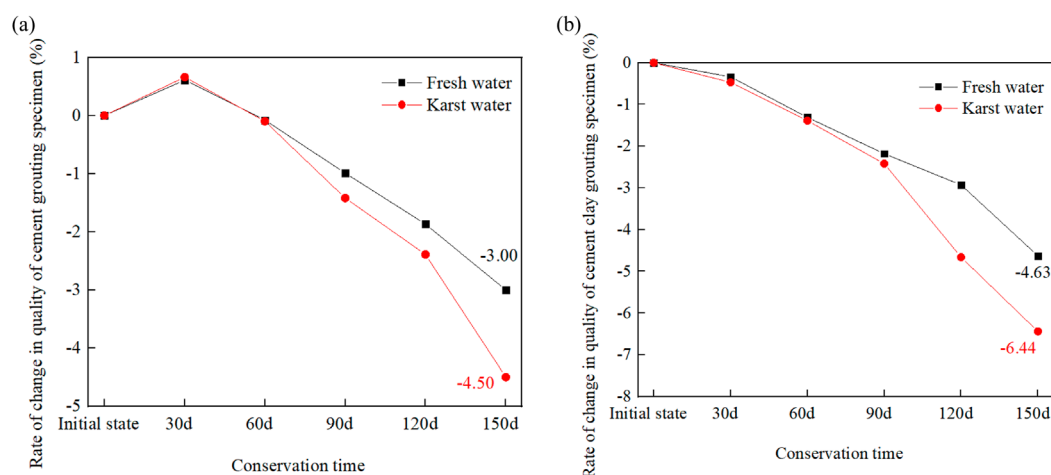 (a)
Rate of change in quality of cement grouting specimen (%)
1
0
-1
-2
-3
-4
-5
Fresh water
Karst water
-3.00
-4.50
Initial state 30d 60d 90d 120d 150d
Conservation time
(b)
Rate of change in quality of cement clay grouting specimen (%)
0
-1
-2
-3
-4
-5
-6
-7
-8
Fresh water
Karst water
-4.63
-6.44
Initial state 30d 60d 90d 120d 150d
Conservation time